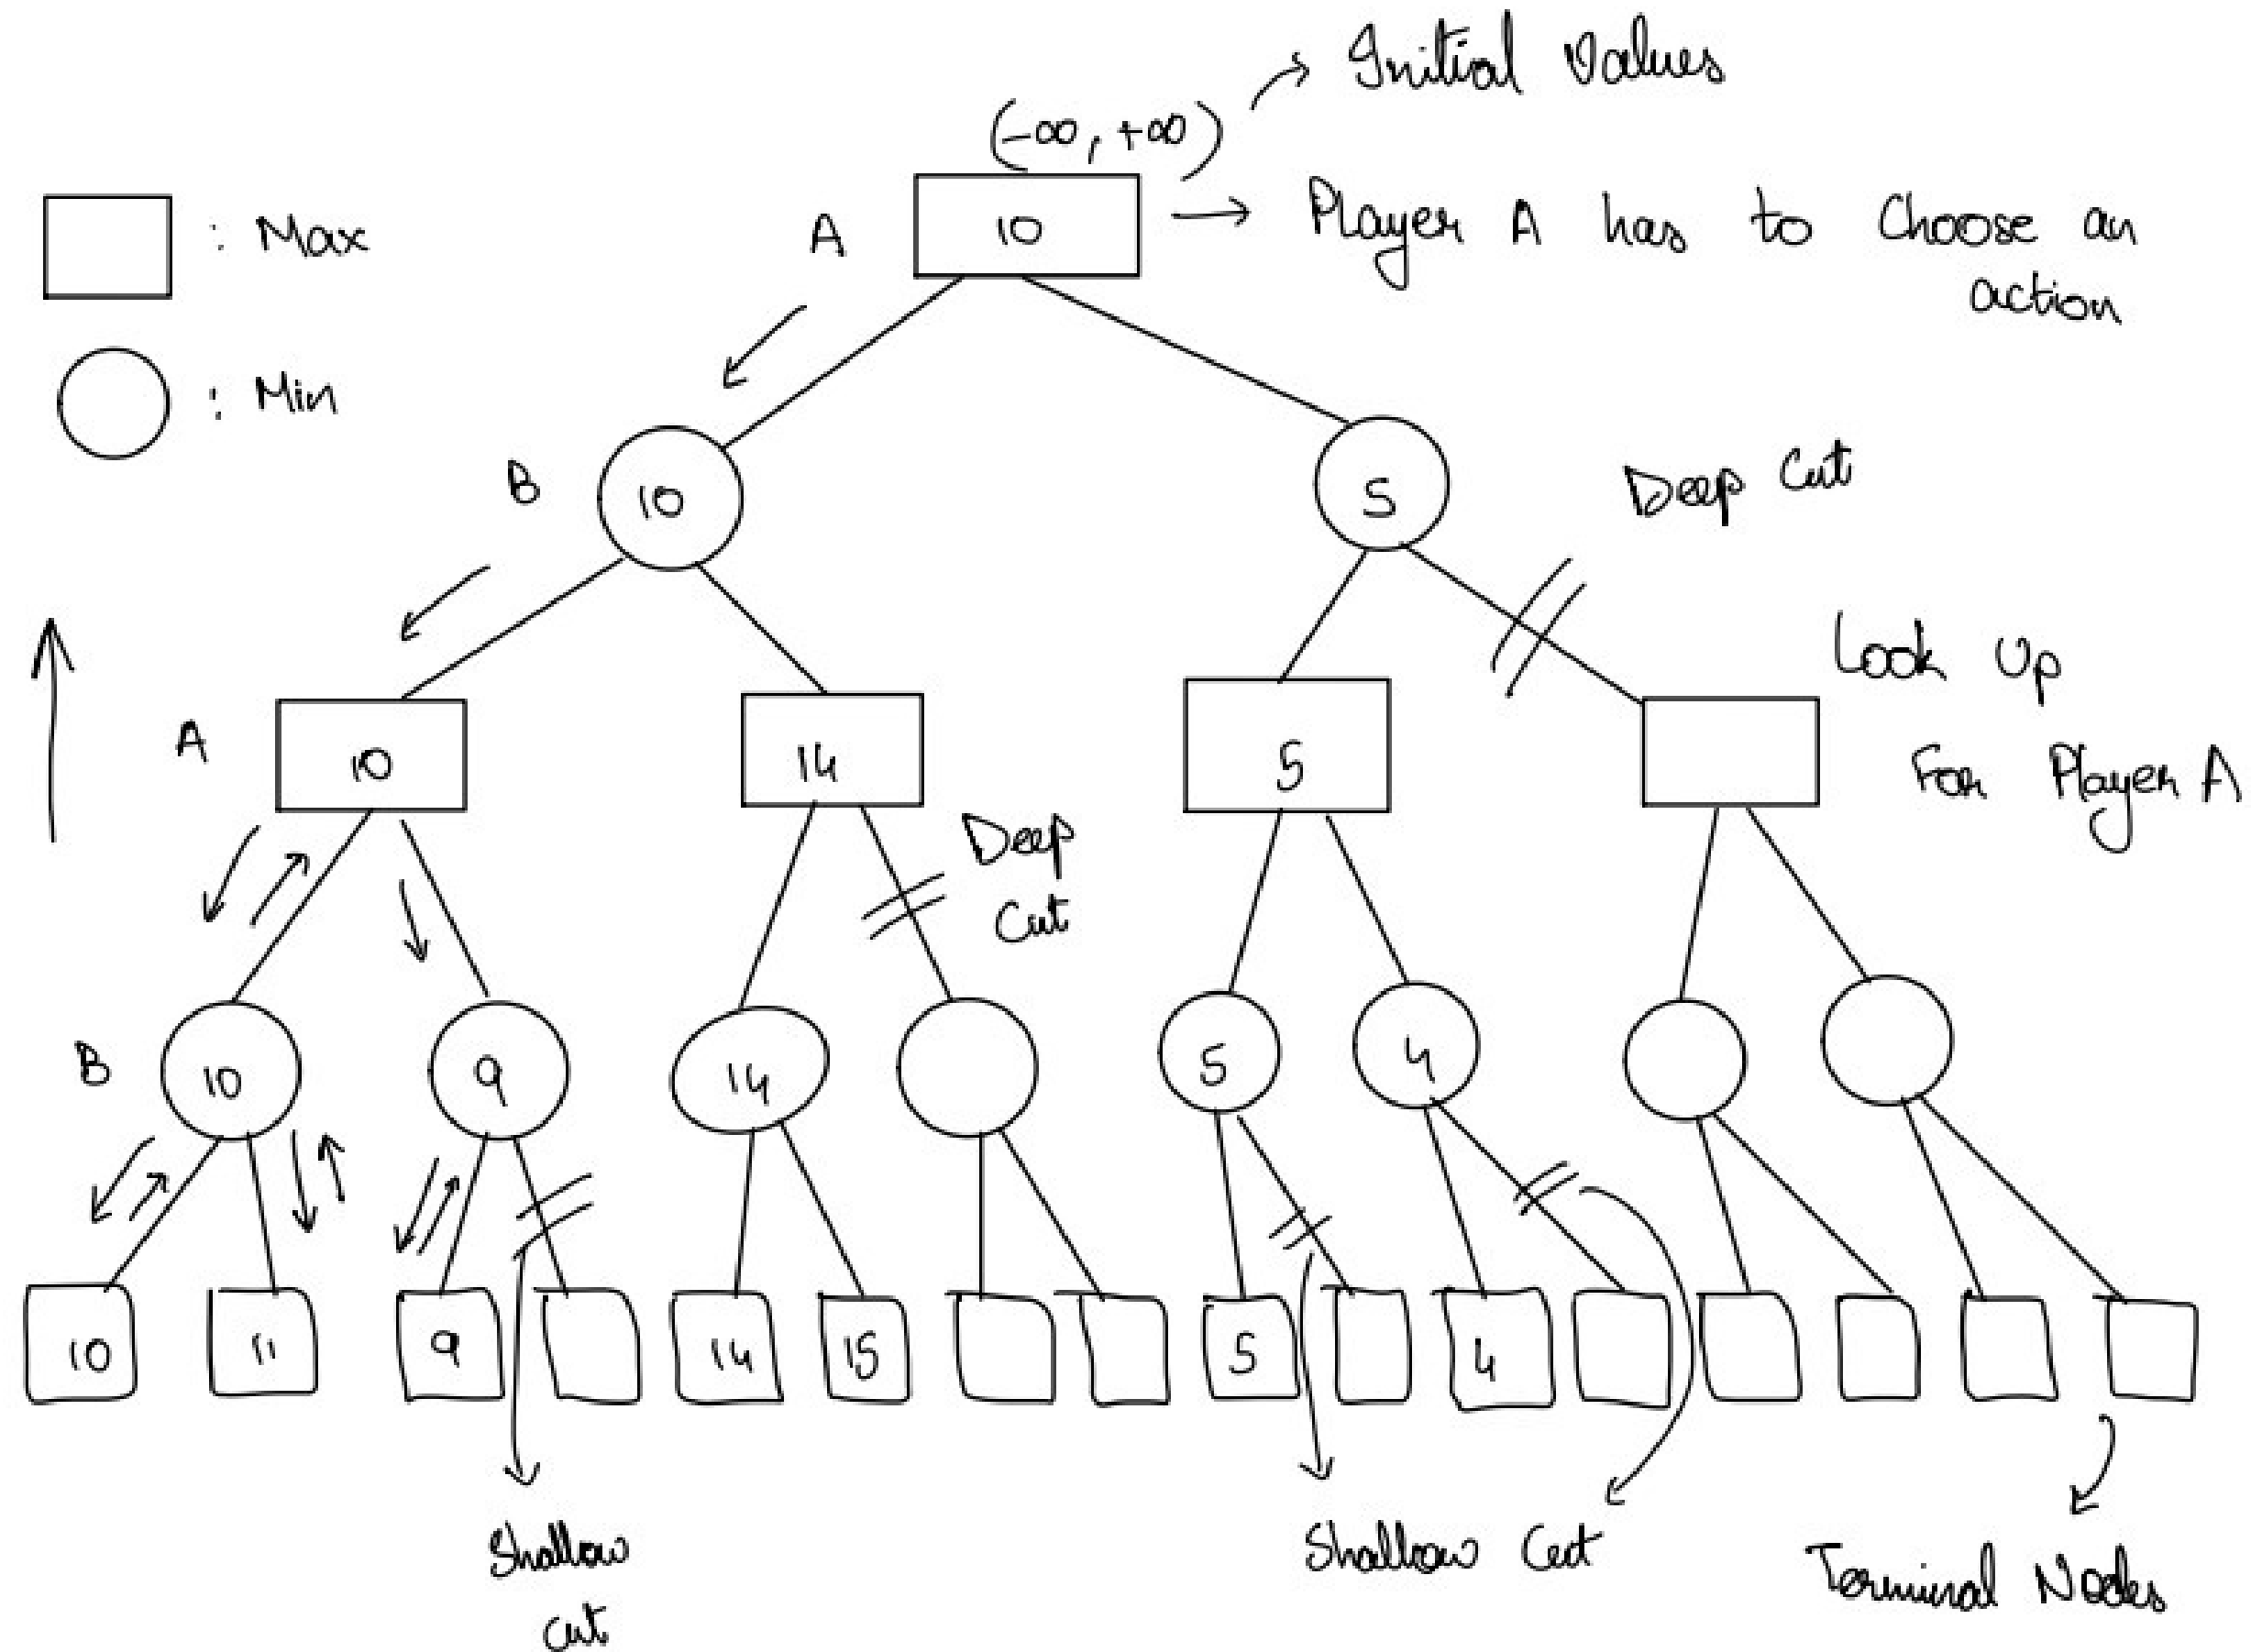 Initial Values
(-∞, +∞)
: Max
A
10
Player A has to Choose an
action
: Min
B
10
5
Deep Cut
Look Up
For Player A
A
10
14
5
Deep
Cut
B
10
9
14
5
4
10
11
9
14
15
5
4
Shallow
Cut
Shallow Cut
Terminal Nodes